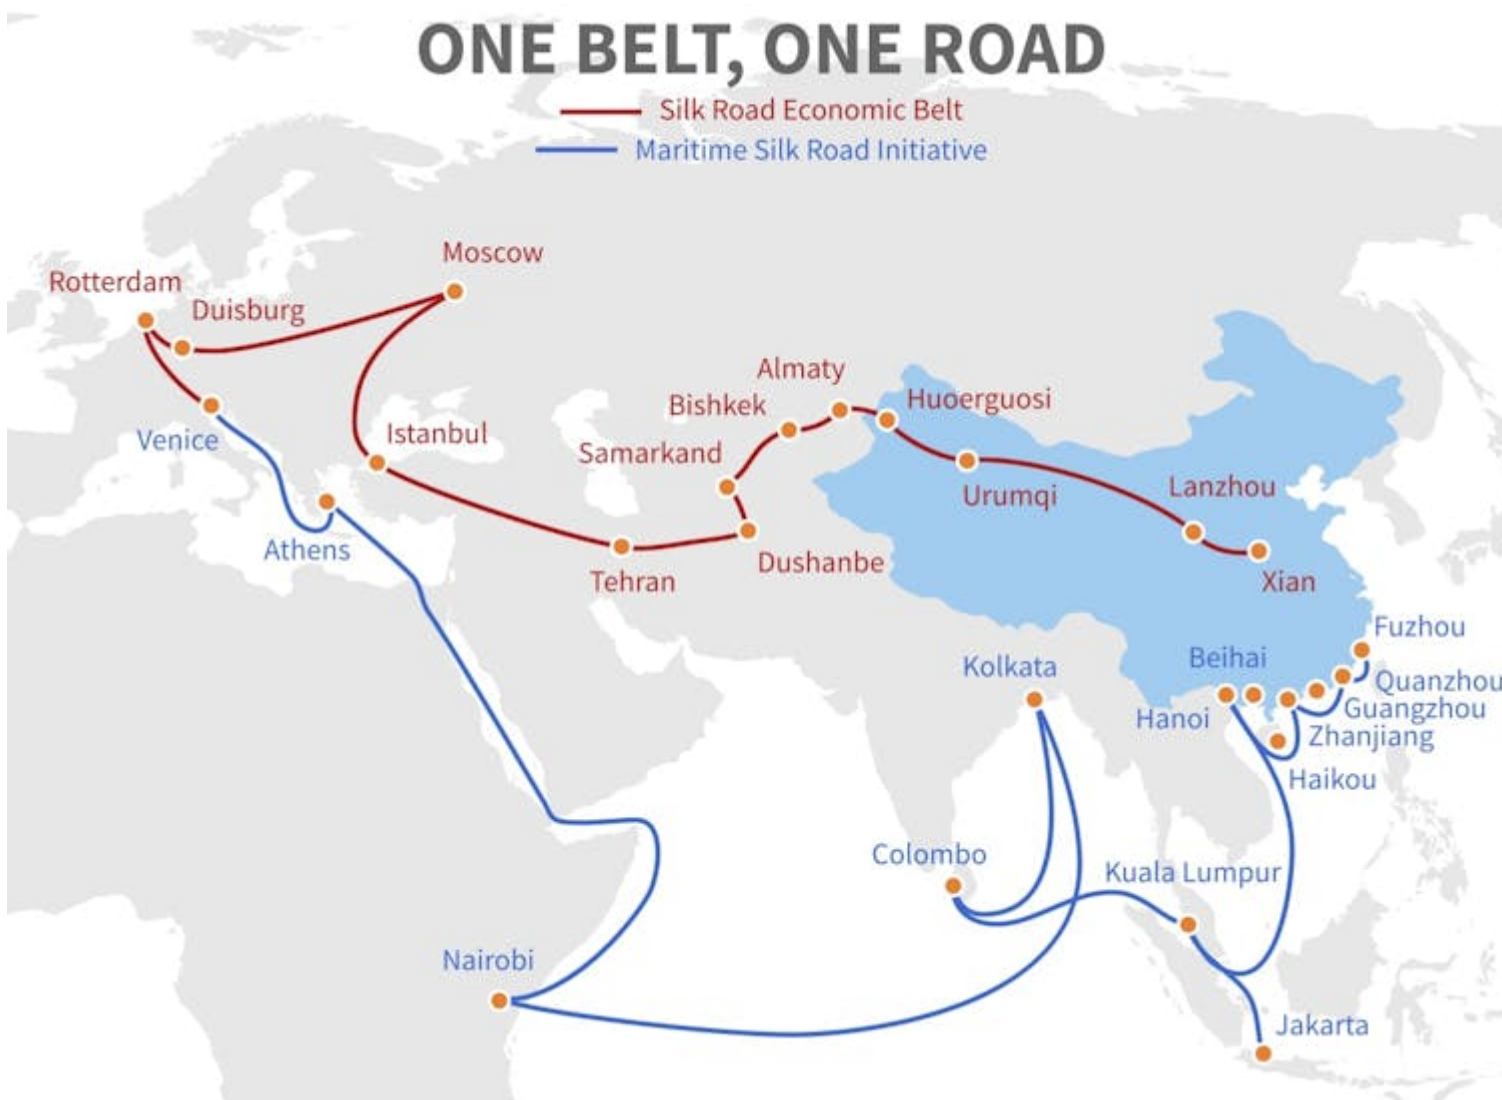 ONE BELT, ONE ROAD
Silk Road Economic Belt
Maritime Silk Road Initiative
Moscow
Rotterdam
Duisburg
Almaty
Bishkek
Huoerguosi
Venice
Istanbul
Samarkand
Urumqi
Lanzhou
Athens
Tehran
Dushanbe
Xian
Fuzhou
Kolkata
Beihai
Quanzhou
Hanoi
Guangzhou
Zhanjiang
Haikou
Colombo
Kuala Lumpur
Nairobi
Jakarta